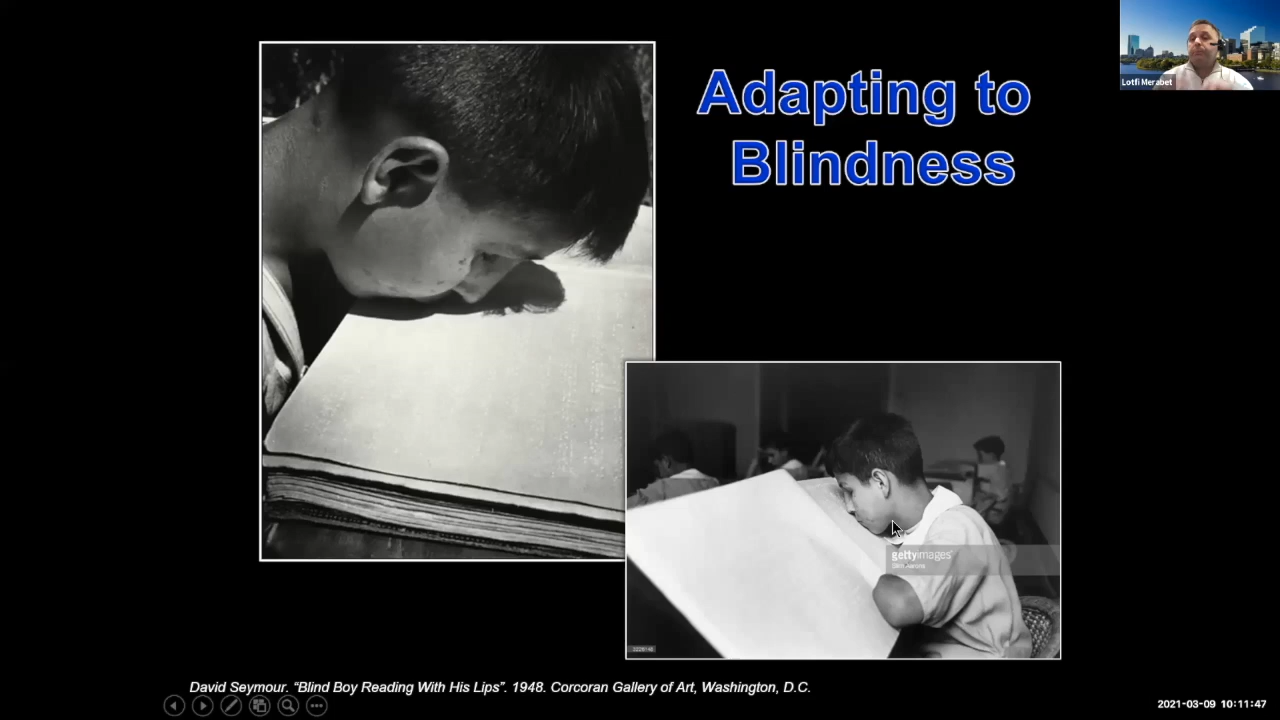 Lotfi Merabet
Adapting to
Blindness
gettyimages
David Seymour. “Blind Boy Reading With His Lips”. 1948. Corcoran Gallery of Art, Washington, D.C.
2021-03-09 10:11:47